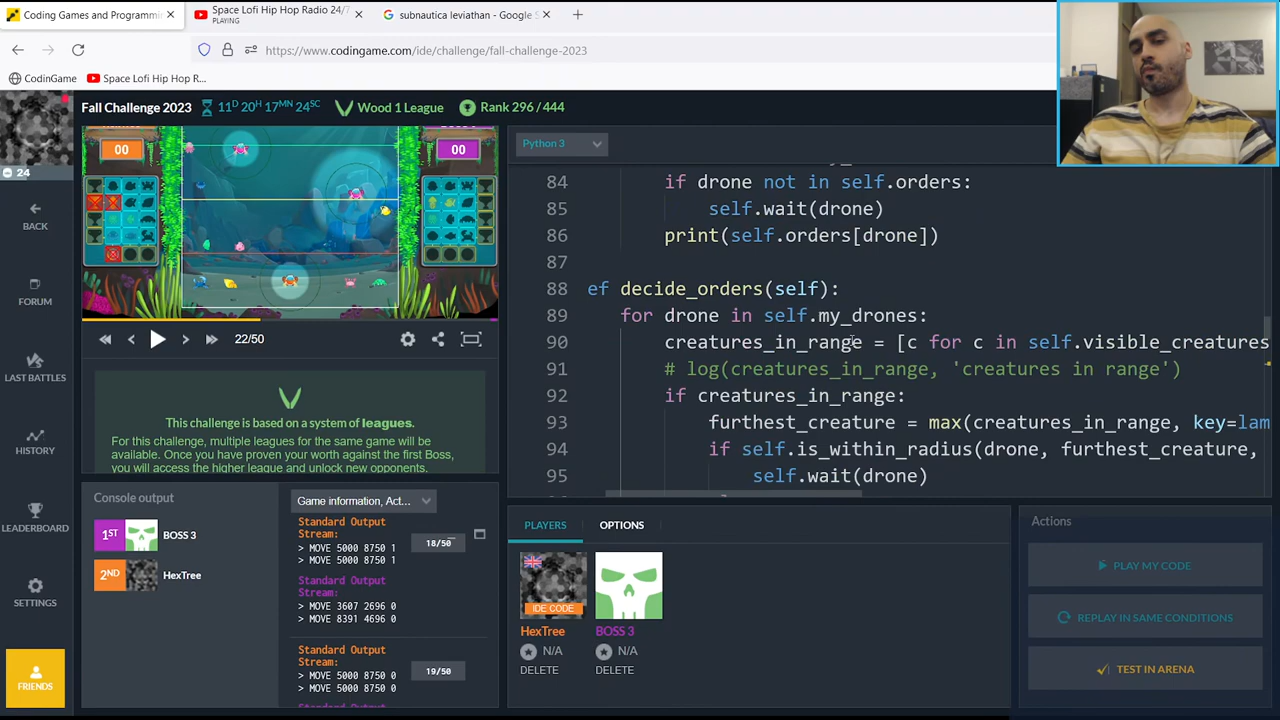 Coding Games and Programmi
Space Lofi Hip Hop Radio 24/7
PLAYING
subnautica leviathan - Google S
https://www.codingame.com/ide/challenge/fall-challenge-2023
CodinGame
Space Lofi Hip Hop R...
Fall Challenge 2023
11D 20H 17MN 24SC
Wood 1 League
Rank 296 / 444
24
BACK
FORUM
LAST BATTLES
HISTORY
LEADERBOARD
SETTINGS
FRIENDS
00
00
22/50
This challenge is based on a system of leagues.
For this challenge, multiple leagues for the same game will be
available. Once you have proven your worth against the first Boss,
you will access the higher league and unlock new opponents.
Console output
Game information, Act...
1ST
BOSS 3
2ND
HexTree
Standard Output
Stream:
> MOVE 5000 8750 1
> MOVE 5000 8750 1
18/50
Standard Output
Stream:
> MOVE 3607 2696 0
> MOVE 8391 4696 0
Standard Output
Stream:
> MOVE 5000 8750 0
> MOVE 5000 8750 0
19/50
Python 3
84 if drone not in self.orders:
85 self.wait(drone)
86 print(self.orders[drone])
87
88 ef decide_orders(self):
89 for drone in self.my_drones:
90 creatures_in_range = [c for c in self.visible_creatures
91 # log(creatures_in_range, 'creatures in range')
92 if creatures_in_range:
93 furthest_creature = max(creatures_in_range, key=lam
94 if self.is_within_radius(drone, furthest_creature,
95 self.wait(drone)
PLAYERS
OPTIONS
IDE CODE
HexTree
N/A
DELETE
BOSS 3
N/A
DELETE
Actions
PLAY MY CODE
REPLAY IN SAME CONDITIONS
TEST IN ARENA